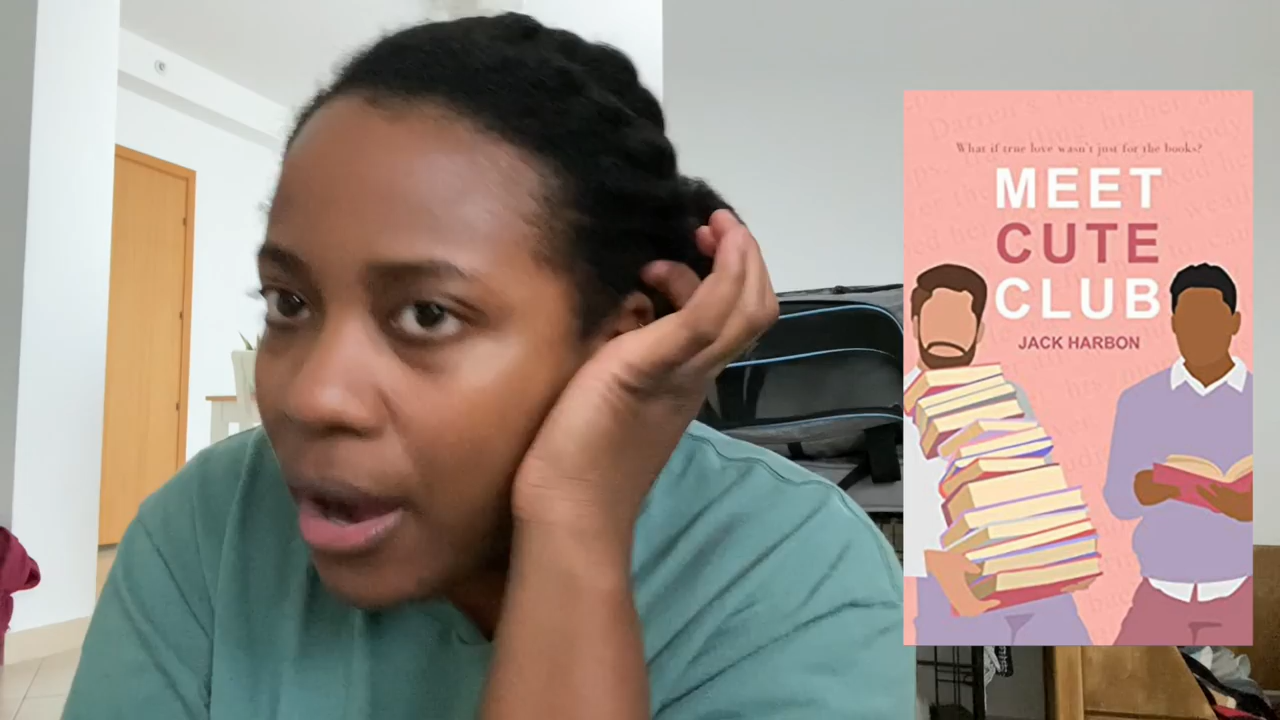 What if true love wasn't just for the books?
MEET
CUTE
CLUB
JACK HARBON